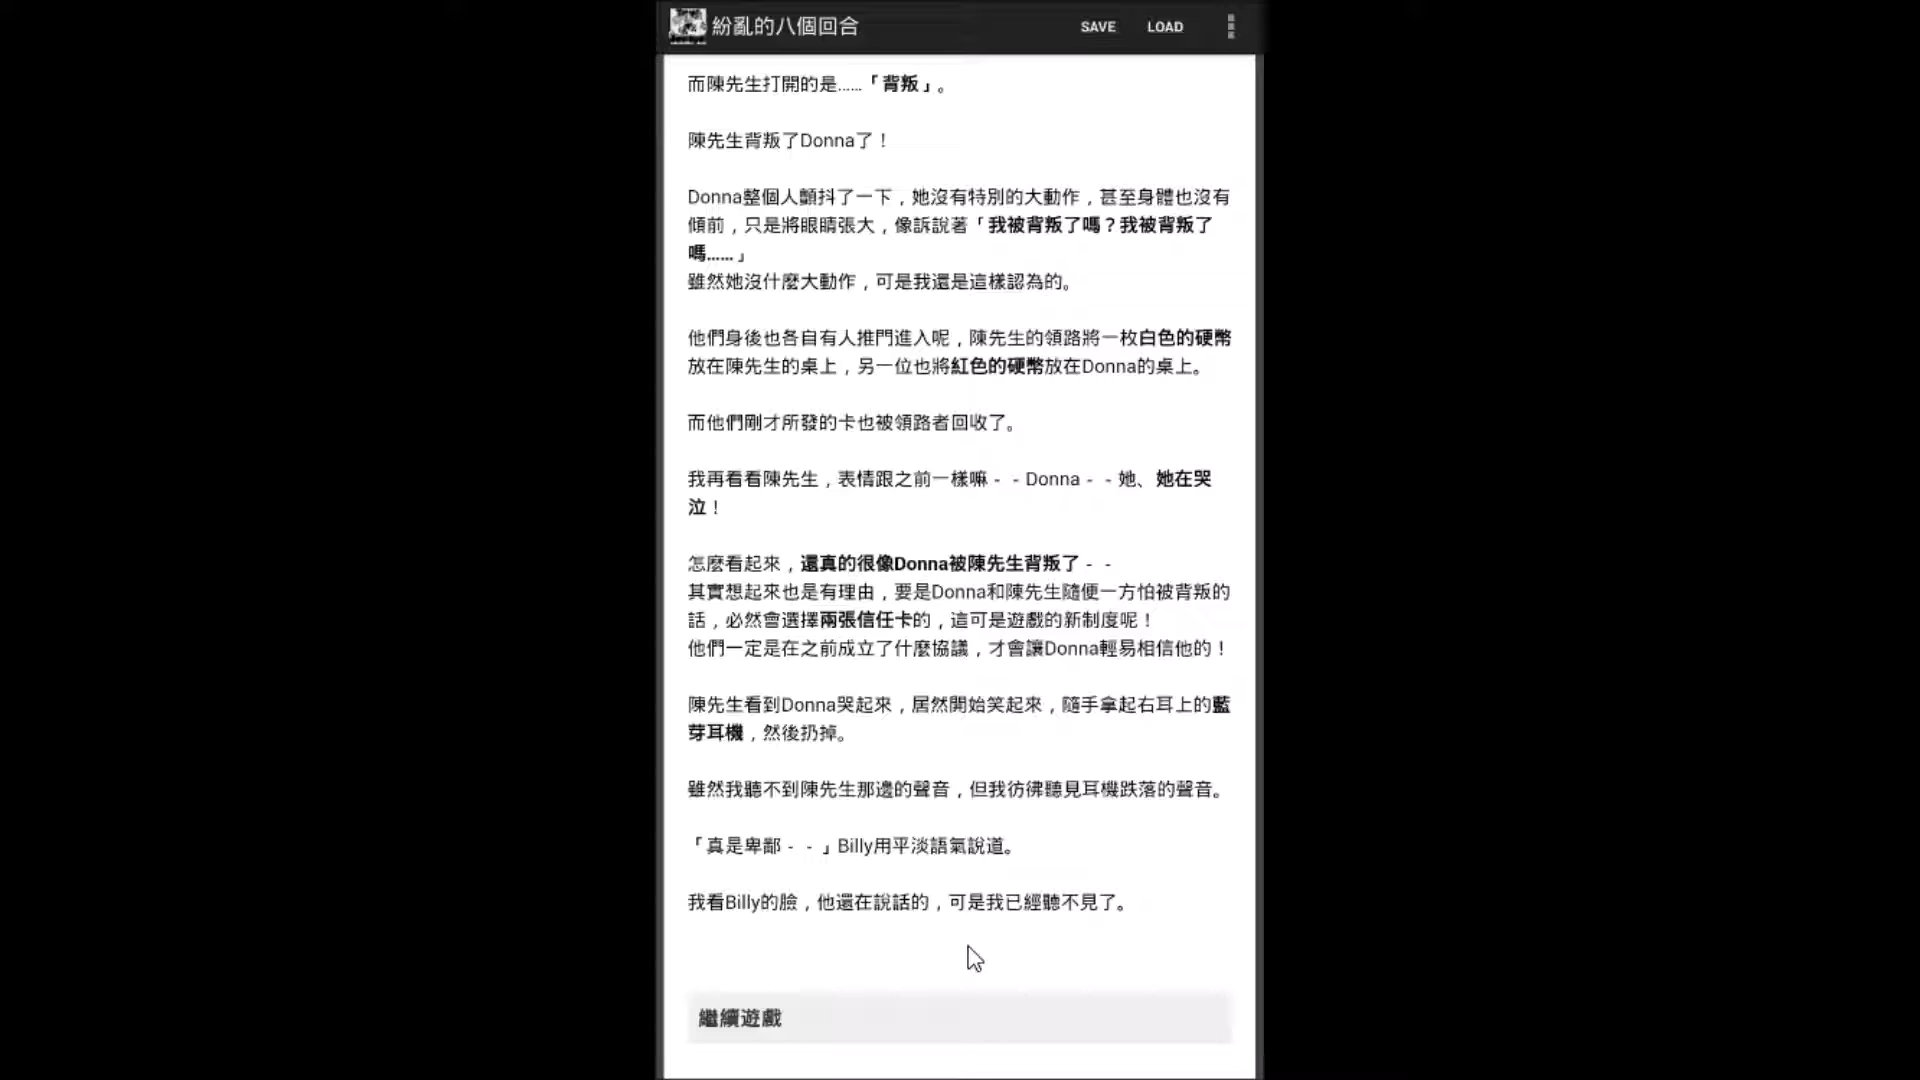 紛亂的八個回合
SAVE
LOAD
而陳先生打開的是……「背叛」。
陳先生背叛了Donna了！
Donna整個人顫抖了一下，她沒有特別的大動作，甚至身體也沒有
傾前，只是將眼睛張大，像訴說著「我被背叛了嗎？我被背叛了
嗎……」
雖然她沒什麼大動作，可是我還是這樣認為的。
他們身後也各自有人推門進入呢，陳先生的領路將一枚白色的硬幣
放在陳先生的桌上，另一位也將紅色的硬幣放在Donna的桌上。
而他們剛才所發的卡也被領路者回收了。
我再看看陳先生，表情跟之前一樣嘛－－Donna－－她、她在哭
泣！
怎麼看起來，還真的很像Donna被陳先生背叛了－－
其實想起來也是有理由，要是Donna和陳先生隨便一方怕被背叛的
話，必然會選擇兩張信任卡的，這可是遊戲的新制度呢！
他們一定是在之前成立了什麼協議，才會讓Donna輕易相信他的！
陳先生看到Donna哭起來，居然開始笑起來，隨手拿起右耳上的藍
芽耳機，然後扔掉。
雖然我聽不到陳先生那邊的聲音，但我彷彿聽見耳機跌落的聲音。
「真是卑鄙－－」Billy用平淡語氣說道。
我看Billy的臉，他還在說話的，可是我已經聽不見了。
繼續遊戲